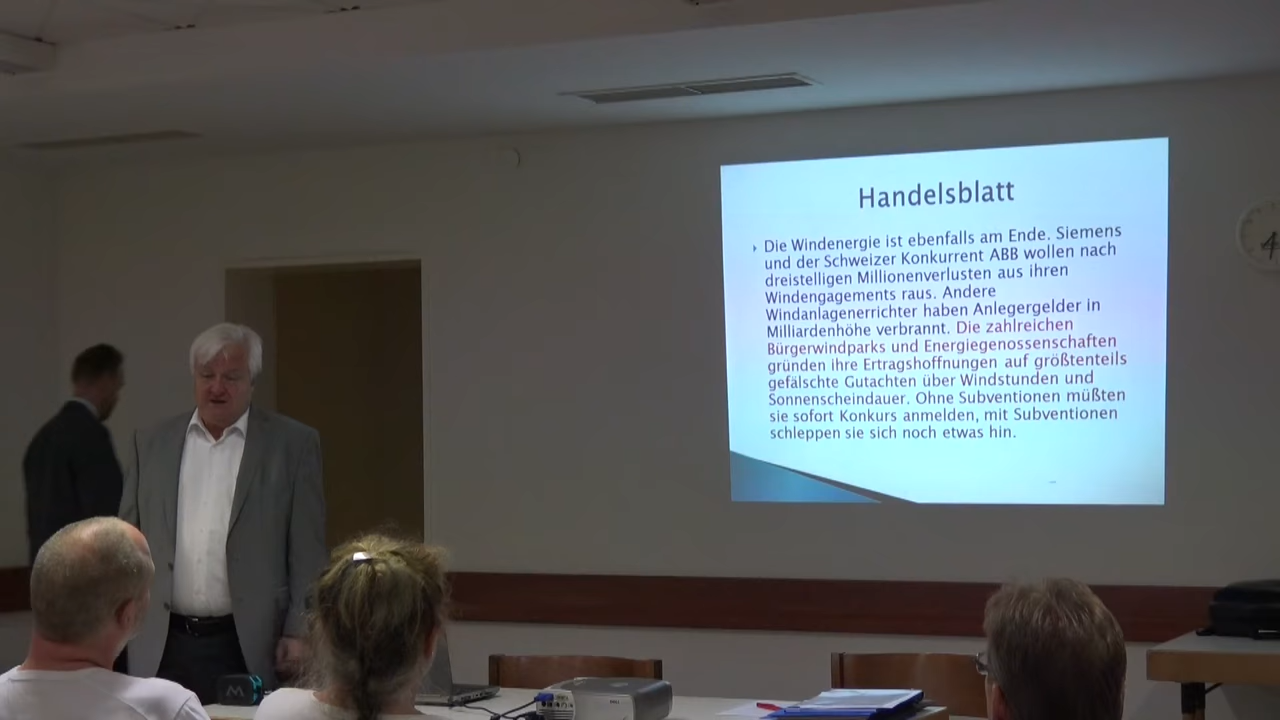 Handelsblatt
Die Windenergie ist ebenfalls am Ende. Siemens
und der Schweizer Konkurrent ABB wollen nach
dreistelligen Millionenverlusten aus ihren
Windengagements raus. Andere
Windanlagenerrichter haben Anlegergelder in
Milliardenhöhe verbrannt. Die zahlreichen
Bürgerwindparks und Energiegenossenschaften
gründen ihre Ertragshoffnungen auf größtenteils
gefälschte Gutachten über Windstunden und
Sonnenscheindauer. Ohne Subventionen müßten
sie sofort Konkurs anmelden, mit Subventionen
schleppen sie sich noch etwas hin.